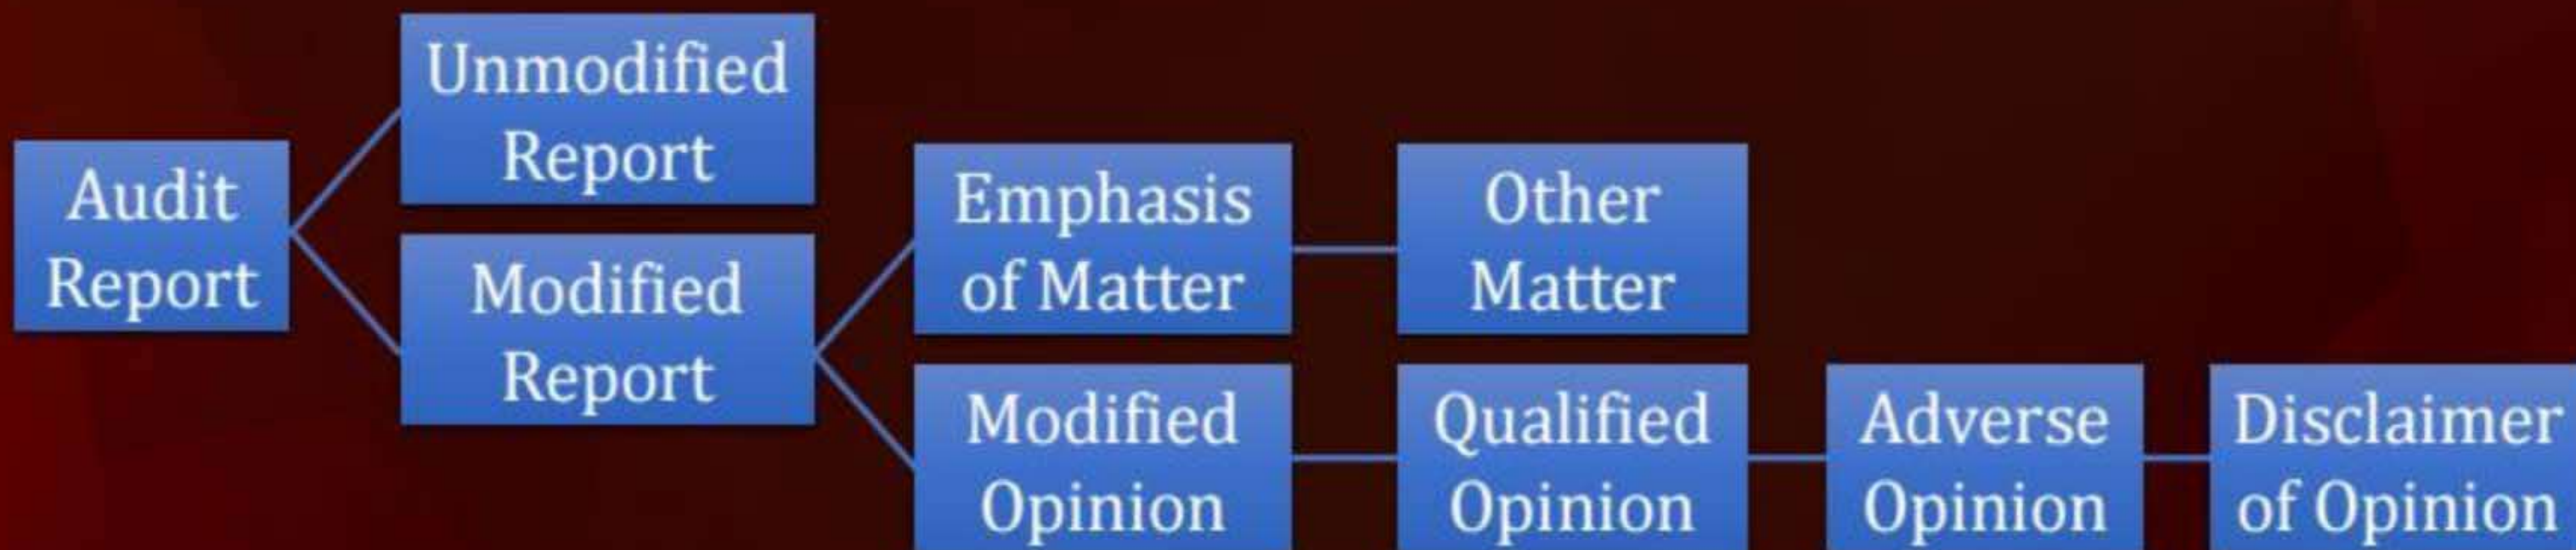 Unmodified
Report
Audit
Report
Modified
Report
Emphasis
of Matter
Other
Matter
Modified
Opinion
Qualified
Opinion
Adverse
Opinion
Disclaimer
of Opinion